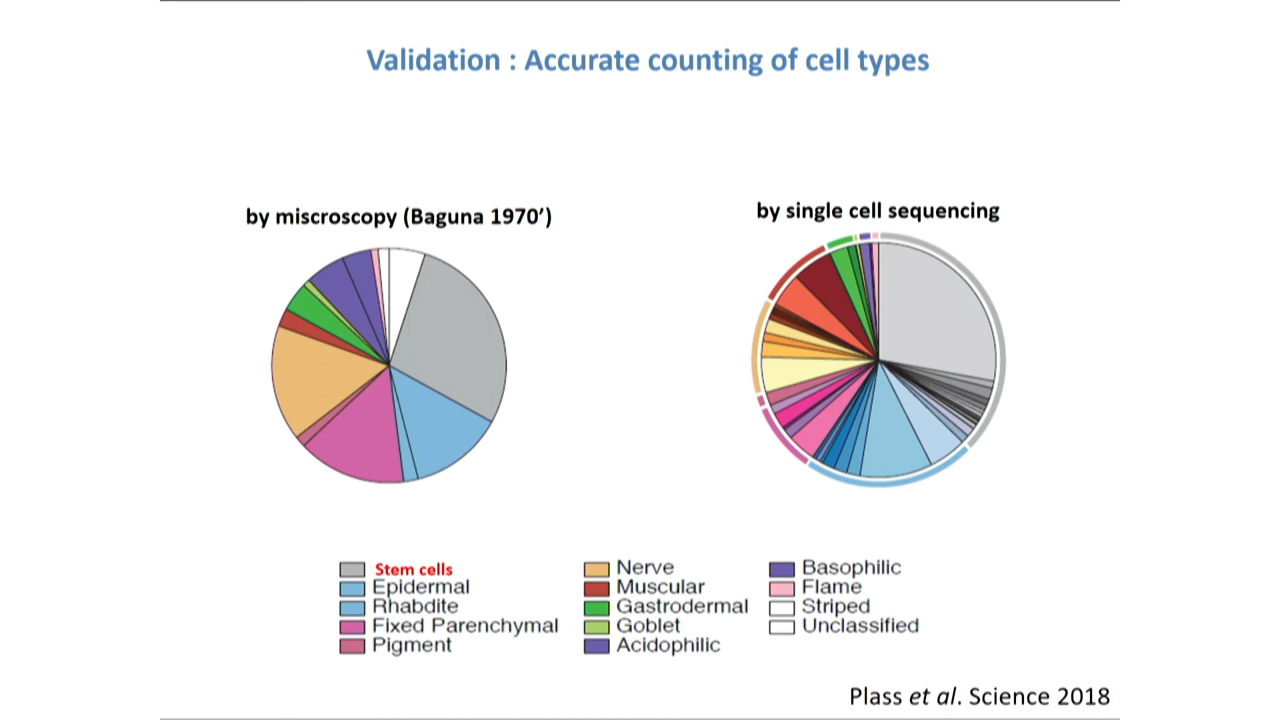 Validation : Accurate counting of cell types
by miscroscopy (Baguna 1970’)
by single cell sequencing
Stem cells
Epidermal
Rhabdite
Fixed Parenchymal
Pigment
Nerve
Muscular
Gastrodermal
Goblet
Acidophilic
Basophilic
Flame
Striped
Unclassified
Plass et al. Science 2018